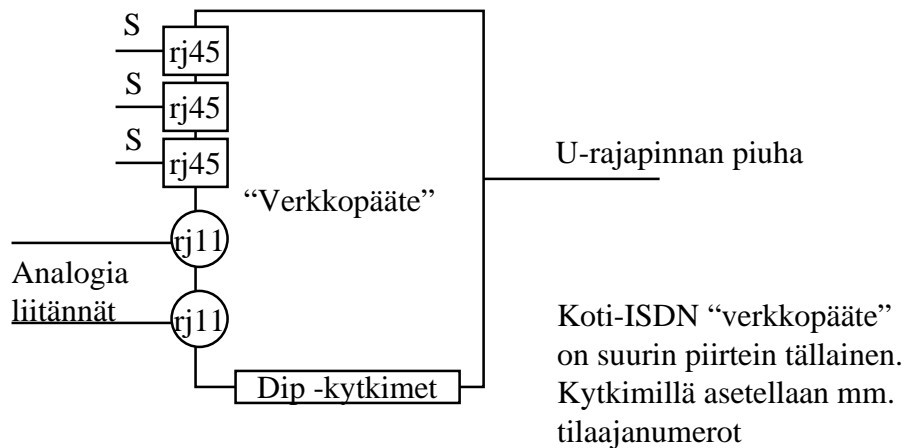 S
rj45
S
rj45
S
rj45
U-rajapinnan piuha
“Verkkopääte”
rj11
Analogia
liitännät
rj11
Koti-ISDN “verkkopääte”
on suurin piirtein tällainen.
Dip -kytkimet
Kytkimillä asetellaan mm.
tilaajanumerot